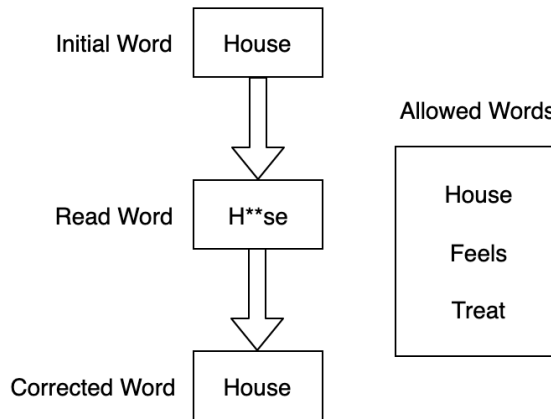 Initial Word
House
Allowed Words
Read Word
H**se
House
Feels
Treat
Corrected Word
House